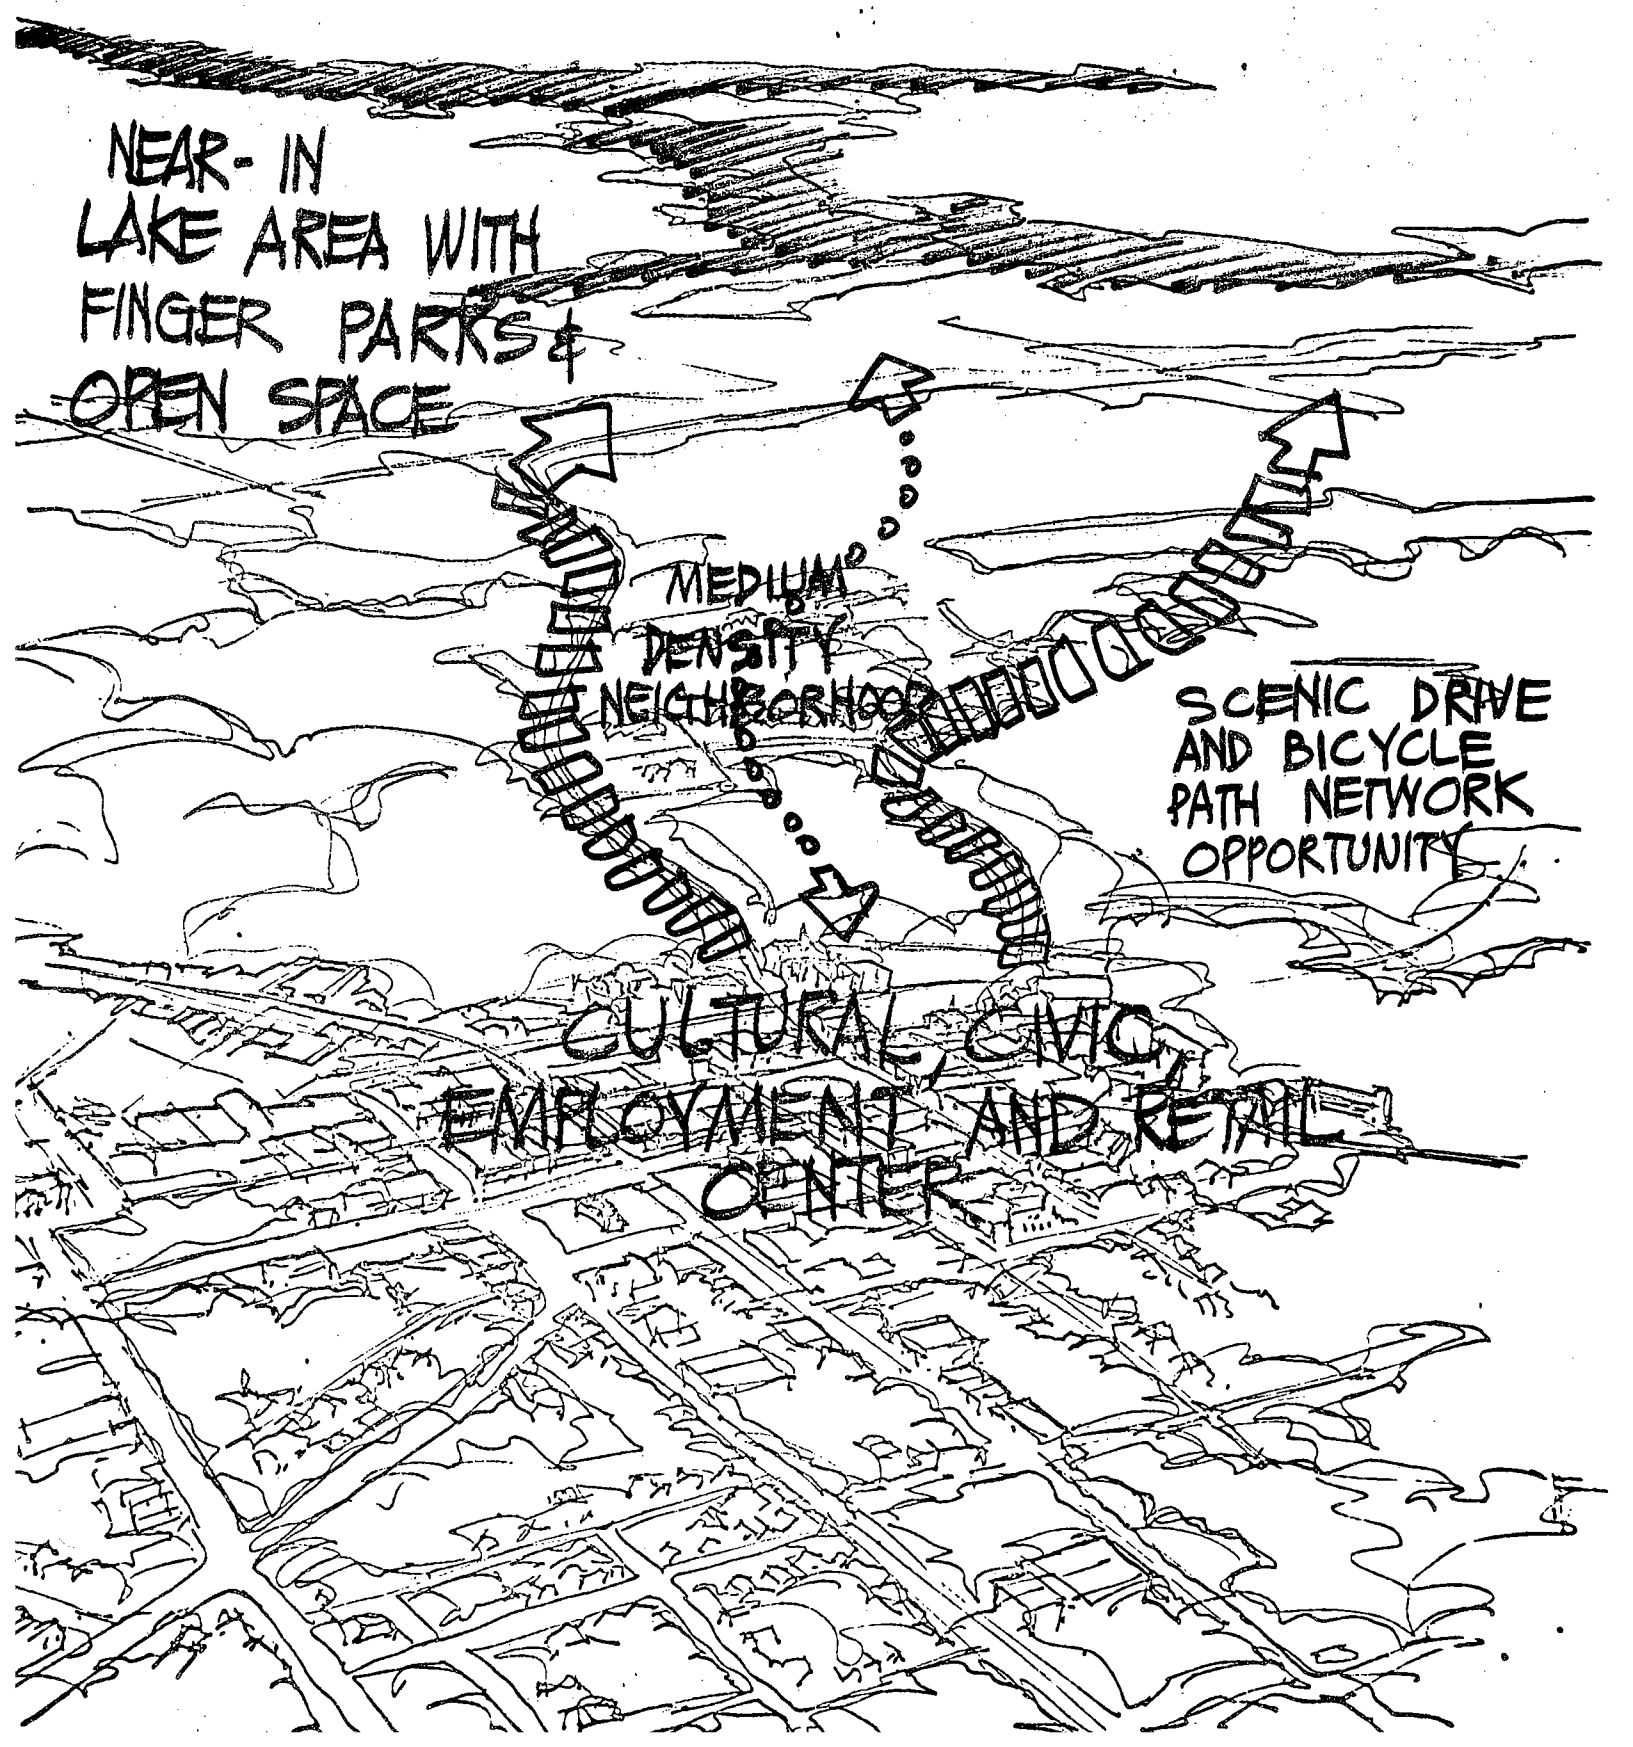 NEAR-IN
LAKE AREA WITH
FINGER PARKS &
OPEN SPACE
MEDIUM
DENSITY
NEIGHBORHOOD
SCENIC DRIVE
AND BICYCLE
PATH NETWORK
OPPORTUNITY
CULTURAL, CIVIC,
EMPLOYMENT, AND RETAIL
CENTER